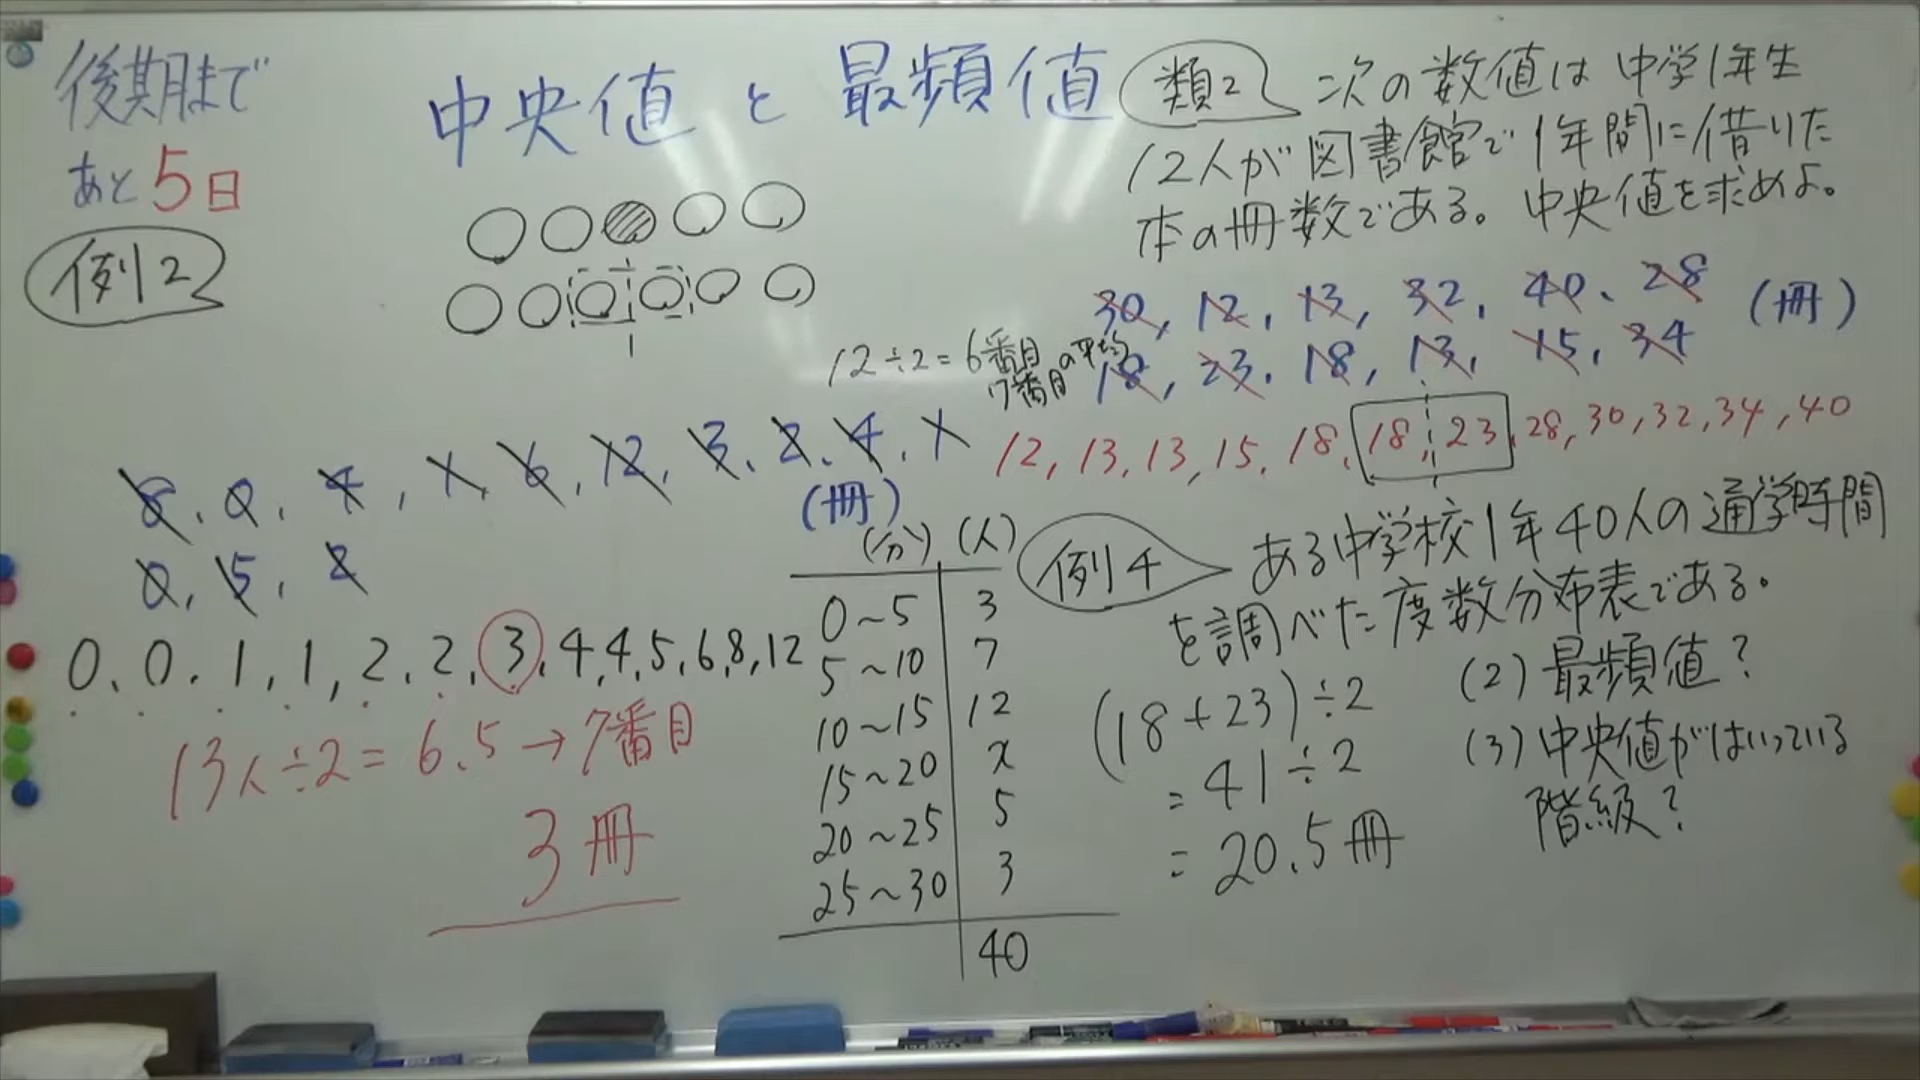 後期まで
あと5日
中央値と最頻値
例2
8、0、4、1、6、12、3、2、4、1
(冊)
0、5、2
0、0、1、1、2、2、3、4、4、5、6、8、12
13人÷2=6.5→7番目
3冊
類2 次の数値は中学1年生
12人が図書館で1年間に借りた
本の冊数である。中央値を求めよ。
30、12、13、32、40、28
(冊)
18、23、18、13、15、34
12÷2=6番目
7番目の平均
12, 13, 13, 15, 18, 18, 23, 28, 30, 32, 34, 40
(18+23)÷2
=41÷2
=20.5冊
例4 ある中学校1年40人の通学時間
を調べた度数分布表である。
(2)最頻値?
(3)中央値がはいっている
階級?
(分) (人)
0~5 3
5~10 7
10~15 12
15~20 x
20~25 5
25~30 3
40